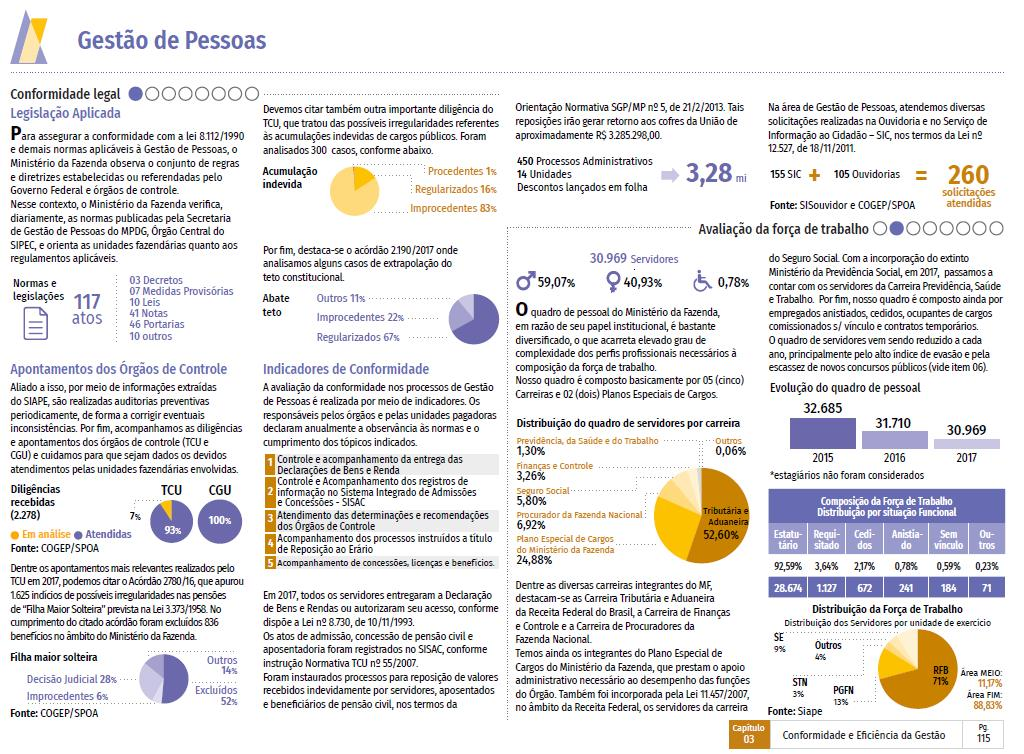 Gestão de Pessoas
Conformidade legal
Legislação Aplicada
Para assegurar a conformidade com a lei 8.112/1990
e demais normas aplicáveis à Gestão de Pessoas, o
Ministério da Fazenda observa o conjunto de regras
e diretrizes estabelecidas ou referendadas pelo
Governo Federal e órgãos de controle.
Nesse contexto, o Ministério da Fazenda verifica,
diariamente, as normas publicadas pela Secretaria
de Gestão de Pessoas do MPDG, Órgão Central do
SIPEC, e orienta as unidades fazendárias quanto aos
regulamentos aplicáveis.
Normas e
legislações
117
atos
03 Decretos
07 Medidas Provisórias
10 Leis
41 Notas
46 Portarias
10 outros
Apontamentos dos Órgãos de Controle
Aliado a isso, por meio de informações extraídas
do SIAPE, são realizadas auditorias preventivas
periodicamente, de forma a corrigir eventuais
inconsistências. Por fim, acompanhamos as diligências
e apontamentos dos órgãos de controle (TCU e
CGU) e cuidamos para que sejam dados os devidos
atendimentos pelas unidades fazendárias envolvidas.
Diligências
recebidas
(2.278)
TCU
CGU
7%
93%
100%
Em análise
Atendidas
Fonte: COGEP/SPOA
Dentre os apontamentos mais relevantes realizados pelo
TCU em 2017, podemos citar o Acórdão 2780/16, que apurou
1.625 indícios de possíveis irregularidades nas pensões
de “Filha Maior Solteira” prevista na Lei 3.373/1958. No
cumprimento do citado acórdão foram excluídos 836
benefícios no âmbito do Ministério da Fazenda.
Filha maior solteira
Decisão Judicial 28%
Improcedentes 6%
Outros
14%
Excluídos
52%
Fonte: COGEP/SPOA
Devemos citar também outra importante diligência do
TCU, que tratou das possíveis irregularidades referentes
às acumulações indevidas de cargos públicos. Foram
analisados 300 casos, conforme abaixo.
Acumulação
indevida
Procedentes 1%
Regularizados 16%
Improcedentes 83%
Por fim, destaca-se o acórdão 2.190/2017 onde
analisamos alguns casos de extrapolação do
teto constitucional.
Abate
teto
Outros 11%
Improcedentes 22%
Regularizados 67%
Indicadores de Conformidade
A avaliação da conformidade nos processos de Gestão
de Pessoas é realizada por meio de indicadores. Os
responsáveis pelos órgãos e pelas unidades pagadoras
declaram anualmente a observância às normas e o
cumprimento dos tópicos indicados.
1 Controle e acompanhamento da entrega das
Declarações de Bens e Renda
2 Controle e Acompanhamento dos registros de
informação no Sistema Integrado de Admissões
e Concessões - SISAC
3 Atendimento das determinações e recomendações
dos Órgãos de Controle
4 Acompanhamento dos processos instruídos a título
de Reposição ao Erário
5 Acompanhamento de concessões, licenças e benefícios.
Em 2017, todos os servidores entregaram a Declaração
de Bens e Rendas ou autorizaram seu acesso, conforme
dispõe a Lei nº 8.730, de 10/11/1993.
Os atos de admissão, concessão de pensão civil e
aposentadoria foram registrados no SISAC, conforme
instrução Normativa TCU nº 55/2007.
Foram instaurados processos para reposição de valores
recebidos indevidamente por servidores, aposentados
e beneficiários de pensão civil, nos termos da
Orientação Normativa SGP/MP nº 5, de 21/2/2013. Tais
reposições irão gerar retorno aos cofres da União de
aproximadamente R$ 3.285.298,00.
450 Processos Administrativos
14 Unidades
Descontos lançados em folha
3,28 mi
Na área de Gestão de Pessoas, atendemos diversas
solicitações realizadas na Ouvidoria e no Serviço de
Informação ao Cidadão – SIC, nos termos da Lei nº
12.527, de 18/11/2011.
155 SIC + 105 Ouvidorias = 260
solicitações
atendidas
Fonte: SISouvidor e COGEP/SPOA
Avaliação da força de trabalho
30.969 Servidores
59,07%
40,93%
0,78%
O quadro de pessoal do Ministério da Fazenda,
em razão de seu papel institucional, é bastante
diversificado, o que acarreta elevado grau de
complexidade dos perfis profissionais necessários à
composição da força de trabalho.
Nosso quadro é composto basicamente por 05 (cinco)
Carreiras e 02 (dois) Planos Especiais de Cargos.
Distribuição do quadro de servidores por carreira
Previdência, da Saúde e do Trabalho
1,30%
Outros
0,06%
Finanças e Controle
3,26%
Seguro Social
5,80%
Procurador da Fazenda Nacional
6,92%
Plano Especial de Cargos
do Ministério da Fazenda
24,88%
Tributária e
Aduaneira
52,60%
Dentre as diversas carreiras integrantes do MF,
destacam-se as Carreira Tributária e Aduaneira
da Receita Federal do Brasil, a Carreira de Finanças
e Controle e a Carreira de Procuradores da
Fazenda Nacional.
Temos ainda os integrantes do Plano Especial de
Cargos do Ministério da Fazenda, que prestam o apoio
administrativo necessário ao desempenho das funções
do Órgão. Também foi incorporada pela Lei 11.457/2007,
no âmbito da Receita Federal, os servidores da carreira
do Seguro Social. Com a incorporação do extinto
Ministério da Previdência Social, em 2017, passamos a
contar com os servidores da Carreira Previdência, Saúde
e Trabalho. Por fim, nosso quadro é composto ainda por
empregados anistiados, cedidos, ocupantes de cargos
comissionados s/ vínculo e contratos temporários.
O quadro de servidores vem sendo reduzido a cada
ano, principalmente pelo alto índice de evasão e pela
escassez de novos concursos públicos (vide item 06).
Evolução do quadro de pessoal
32.685
31.710
30.969
2015
2016
2017
*estagiários não foram considerados
Composição da Força de Trabalho
Distribuição por situação Funcional
Estatu-
tário
Requi-
sitado
Cedi-
dos
Anistia-
do
Sem
vínculo
Ou-
tros
92,59% 3,64% 2,17% 0,78% 0,59% 0,23%
28.674 1.127 672 241 184 71
Distribuição da Força de Trabalho
Distribuição dos Servidores por unidade de exercício
SE
9%
Outros
4%
STN
3%
PGFN
13%
RFB
71%
Área MEIO:
11,17%
Área FIM:
88,83%
Fonte: Siape
Capítulo
03
Conformidade e Eficiência da Gestão
Pg.
115